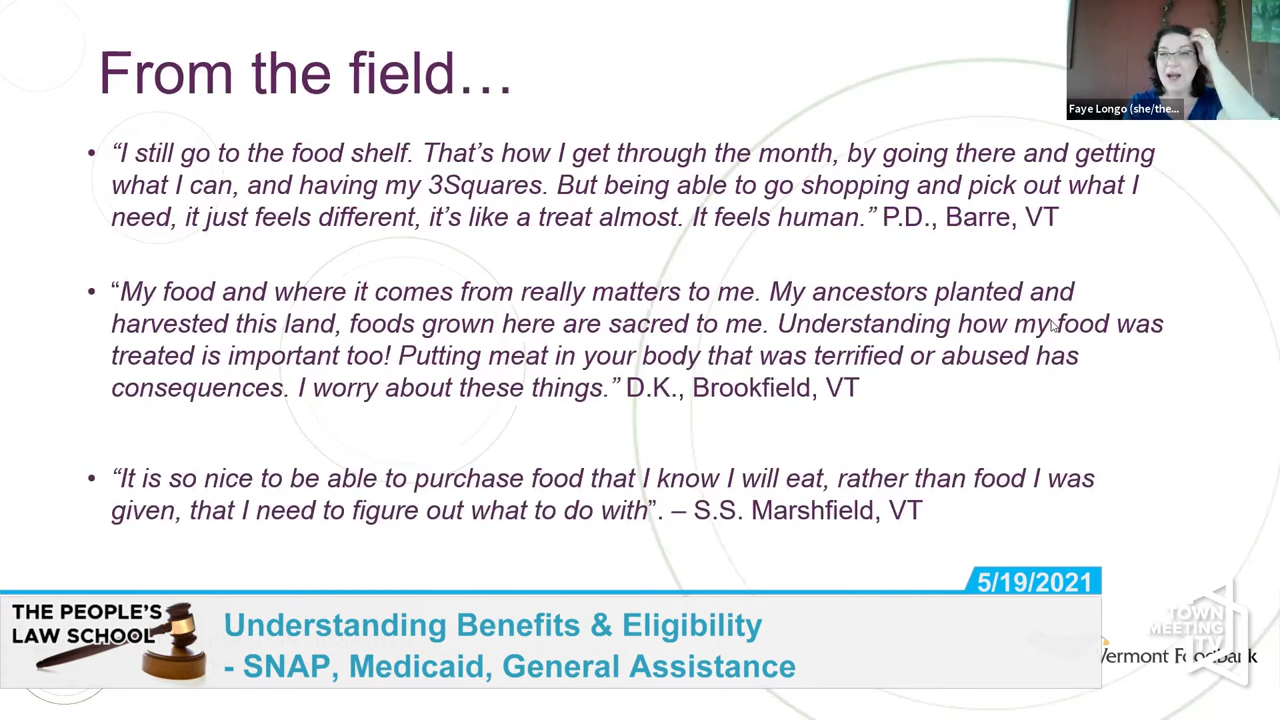 From the field…
Faye Longo (she/the...
• “I still go to the food shelf. That’s how I get through the month, by going there and getting
what I can, and having my 3Squares. But being able to go shopping and pick out what I
need, it just feels different, it’s like a treat almost. It feels human.” P.D., Barre, VT
• “My food and where it comes from really matters to me. My ancestors planted and
harvested this land, foods grown here are sacred to me. Understanding how my food was
treated is important too! Putting meat in your body that was terrified or abused has
consequences. I worry about these things.” D.K., Brookfield, VT
• “It is so nice to be able to purchase food that I know I will eat, rather than food I was
given, that I need to figure out what to do with”. – S.S. Marshfield, VT
5/19/2021
THE PEOPLE’S
LAW SCHOOL
Understanding Benefits & Eligibility
- SNAP, Medicaid, General Assistance
TOWN
MEETING
TV
Vermont Foodbank